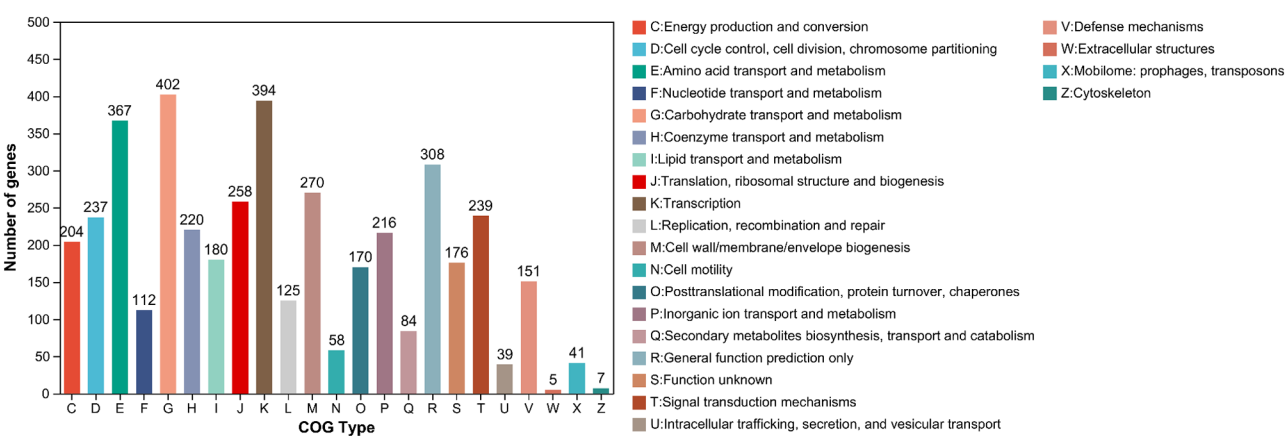 500
450
400
350
300
250
200
150
100
50
0
Number of genes
204
237
367
112
402
220
180
258
394
125
270
58
170
216
84
308
176
239
39
151
5
41
7
C D E F G H I J K L M N O P Q R S T U V W X Z
COG Type
C:Energy production and conversion
D:Cell cycle control, cell division, chromosome partitioning
E:Amino acid transport and metabolism
F:Nucleotide transport and metabolism
G:Carbohydrate transport and metabolism
H:Coenzyme transport and metabolism
I:Lipid transport and metabolism
J:Translation, ribosomal structure and biogenesis
K:Transcription
L:Replication, recombination and repair
M:Cell wall/membrane/envelope biogenesis
N:Cell motility
O:Posttranslational modification, protein turnover, chaperones
P:Inorganic ion transport and metabolism
Q:Secondary metabolites biosynthesis, transport and catabolism
R:General function prediction only
S:Function unknown
T:Signal transduction mechanisms
U:Intracellular trafficking, secretion, and vesicular transport
V:Defense mechanisms
W:Extracellular structures
X:Mobilome: prophages, transposons
Z:Cytoskeleton